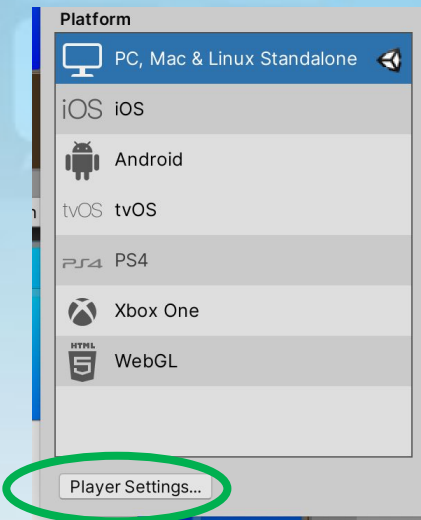 Platform
PC, Mac & Linux Standalone
iOS iOS
Android
tvOS tvOS
PS4 PS4
Xbox One
HTML
5 WebGL
Player Settings...